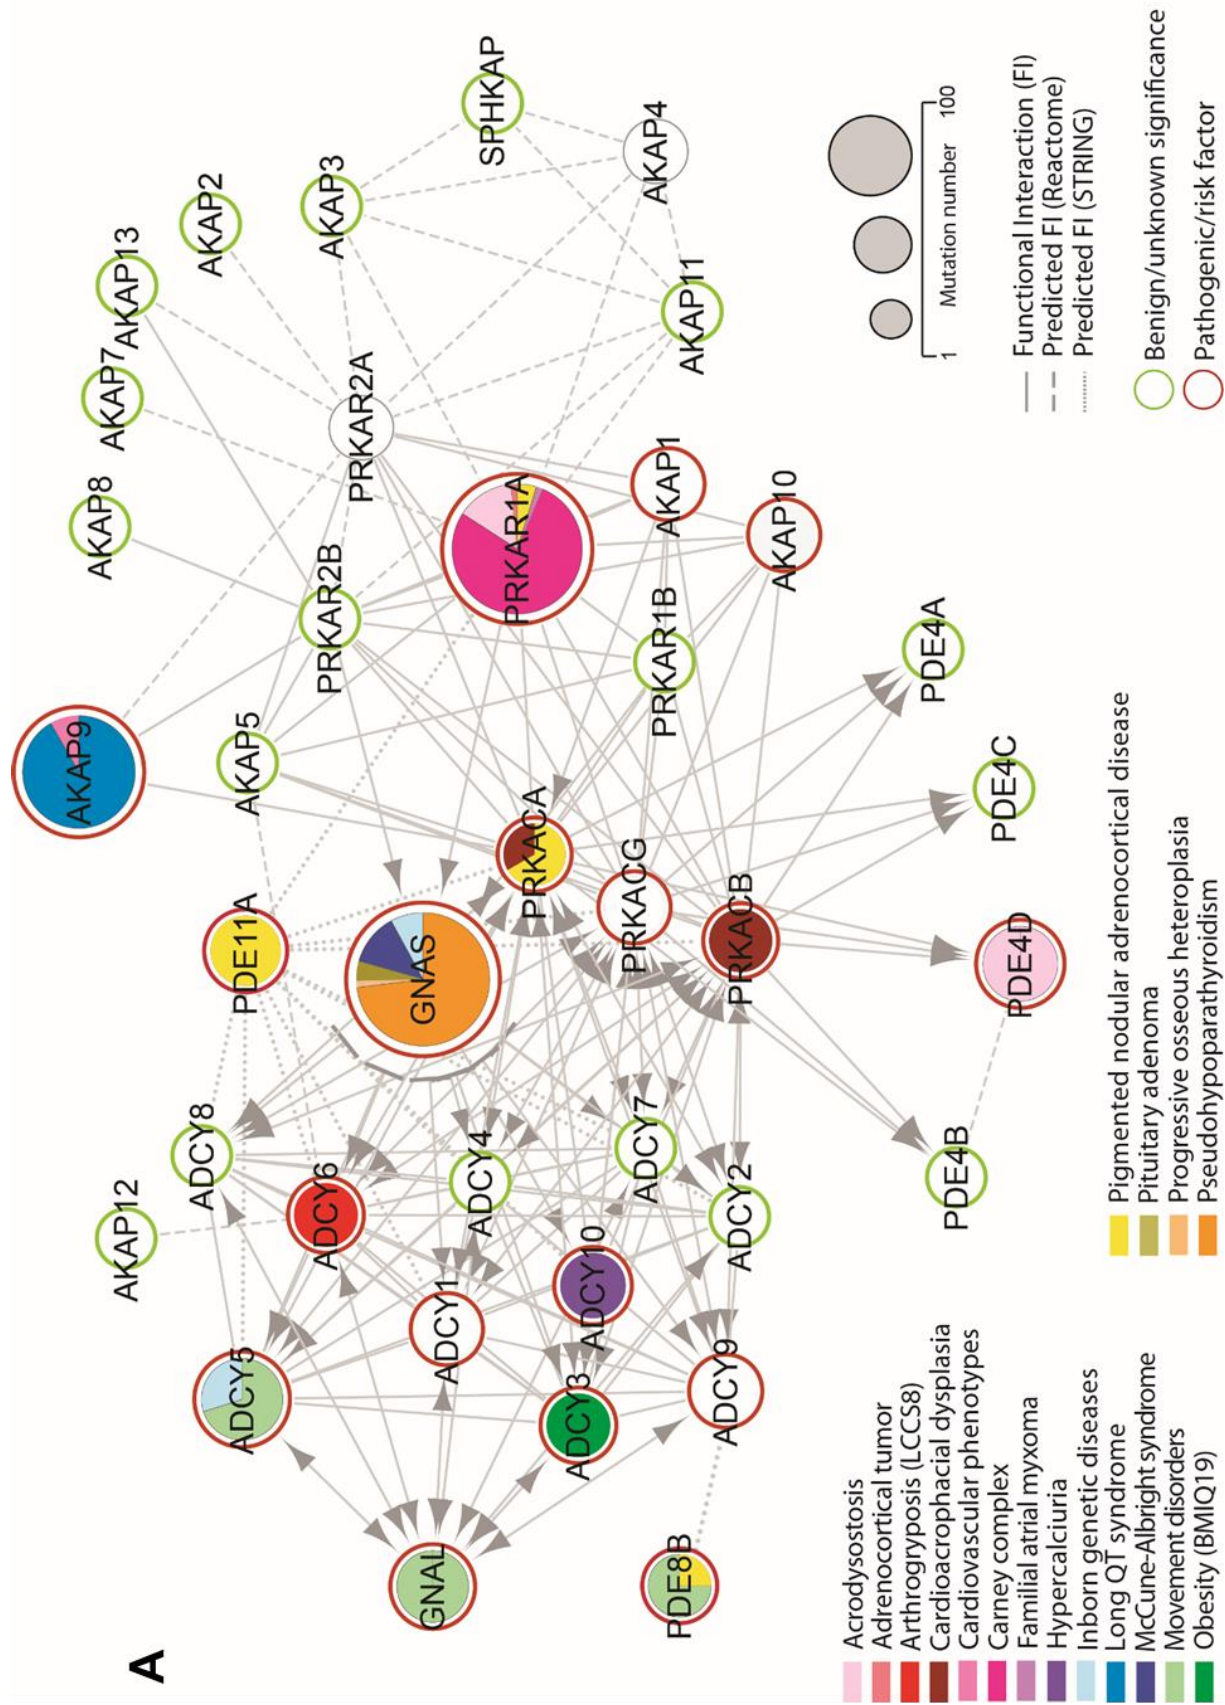 A
AKAP12
AKAP9
AKAP8
AKAP7
AKAP13
AKAP2
ADCY8
PDE11A
AKAP5
PRKAR2B
PRKAR2A
AKAP3
SPHKAP
ADCY5
ADCY6
GNAS
PRKACA
PRKAR1A
AKAP4
GNAL
ADCY1
ADCY4
PRKACG
PRKAR1B
AKAP1
AKAP11
ADCY3
ADCY10
ADCY7
PRKACB
AKAP10
PDE8B
ADCY9
ADCY2
PDE4B
PDE4D
PDE4C
PDE4A
1
Mutation number
100
Functional Interaction (FI)
Predicted FI (Reactome)
Predicted FI (STRING)
Benign/unknown significance
Pathogenic/risk factor
Acrodysostosis
Adrenocortical tumor
Arthrogryposis (LCCS8)
Cardioacrophacial dysplasia
Cardiovascular phenotypes
Carney complex
Familial atrial myxoma
Hypercalciuria
Inborn genetic diseases
Long QT syndrome
McCune-Albright syndrome
Movement disorders
Obesity (BMIQ19)
Pigmented nodular adrenocortical disease
Pituitary adenoma
Progressive osseous heteroplasia
Pseudohypoparathyroidism